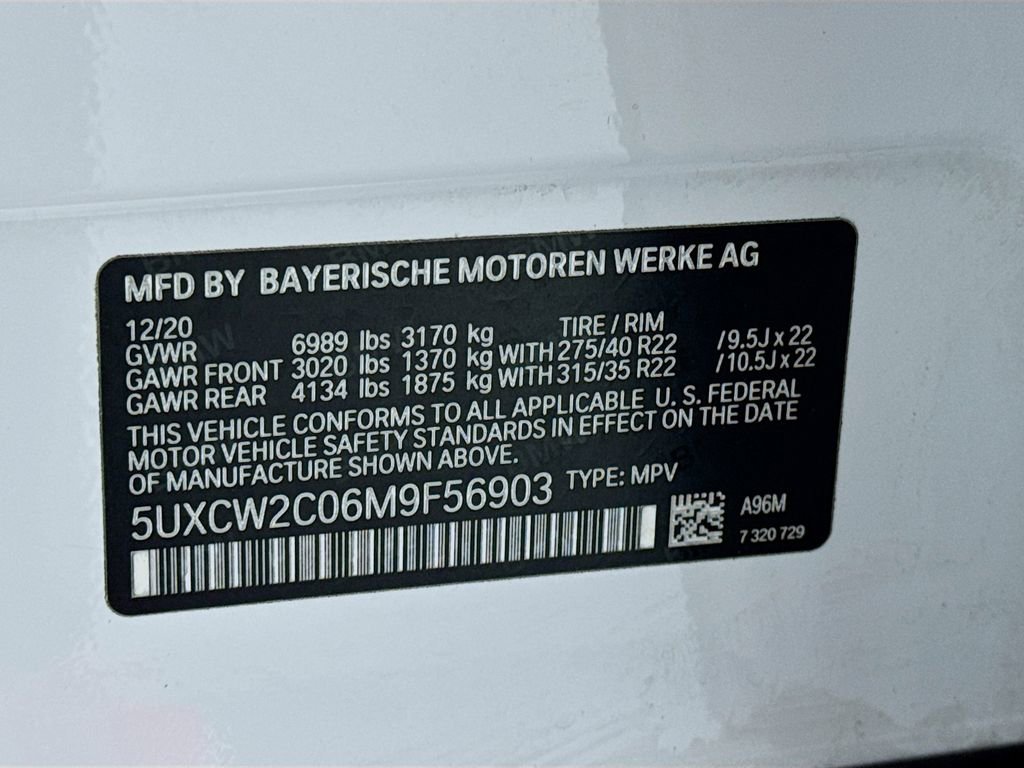 MFD BY BAYERISCHE MOTOREN WERKE AG
12/20 TIRE / RIM
GVWR 6989 lbs 3170 kg
GAWR FRONT 3020 lbs 1370 kg WITH 275/40 R22 /9.5J x 22
GAWR REAR 4134 lbs 1875 kg WITH 315/35 R22 /10.5J x 22
THIS VEHICLE CONFORMS TO ALL APPLICABLE U. S. FEDERAL
MOTOR VEHICLE SAFETY STANDARDS IN EFFECT ON THE DATE
OF MANUFACTURE SHOWN ABOVE.
5UXCW2C06M9F56903 TYPE: MPV
A96M
7 320 729